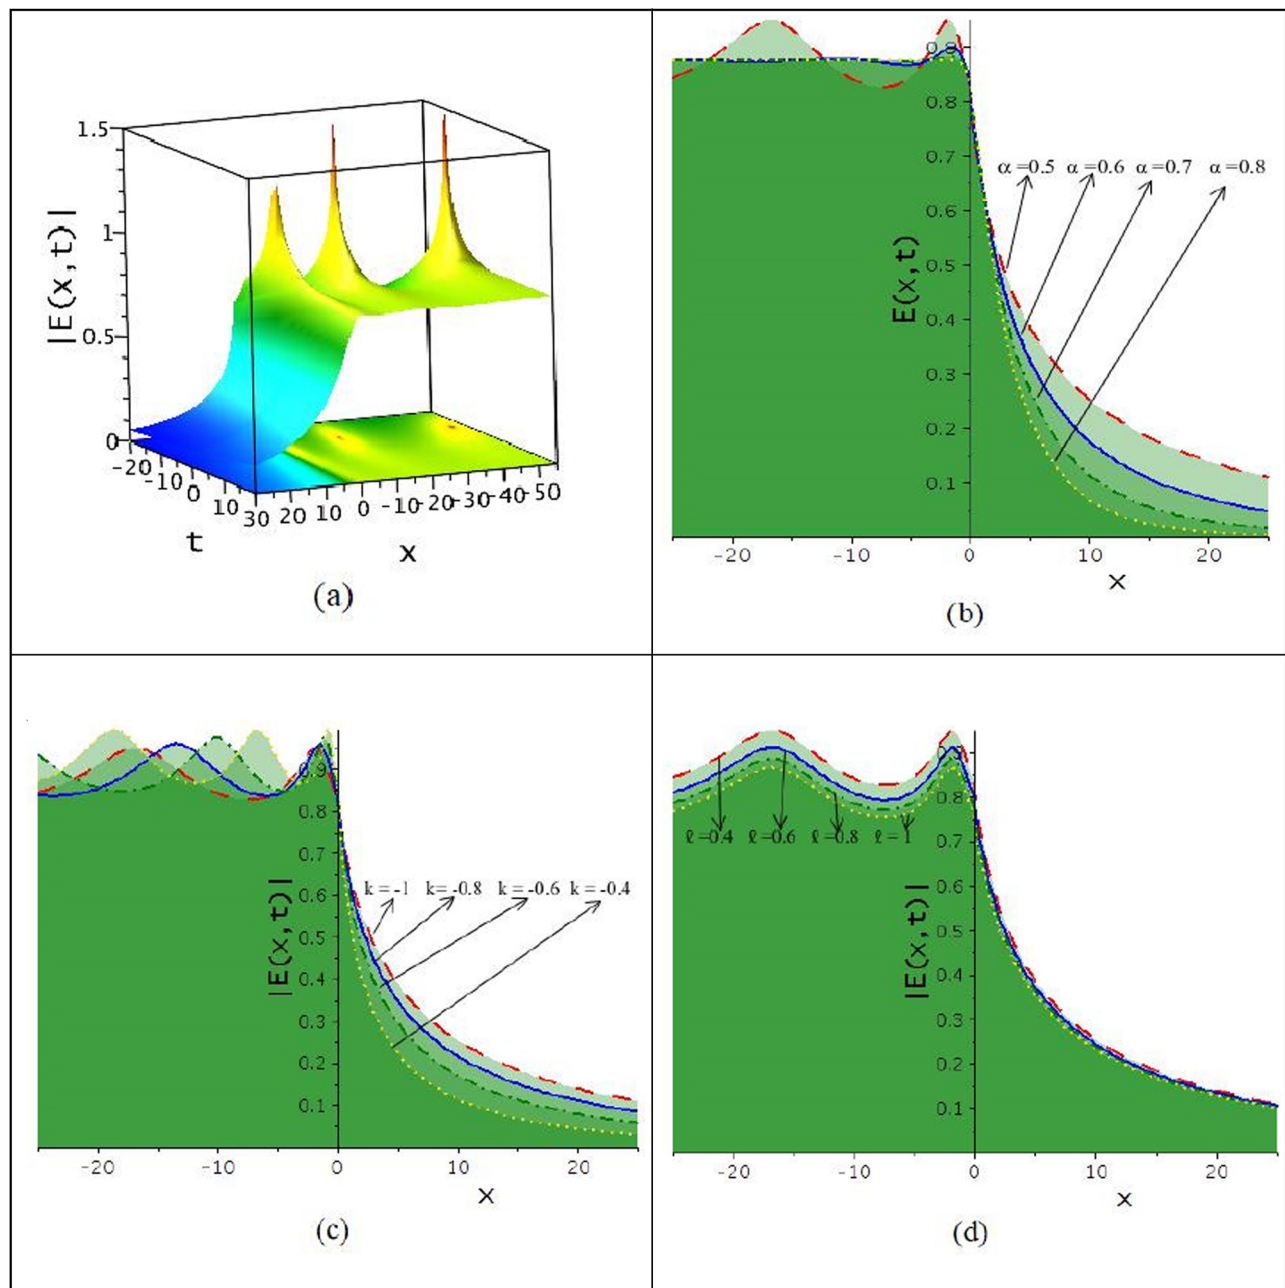 1.5
1
0.5
0
|E(x,t)|
-20 -10 0 10
30 20 10 0 -10 -20 -30 -40 -50
t
x
(a)
0.9
0.8
0.7
0.6
0.5
0.4
0.3
0.2
0.1
E(x,t)
α =0.5 α =0.6 α =0.7 α =0.8
-20 -10 0 10 20
x
(b)
0.9
0.8
0.7
0.6
0.5
0.4
0.3
0.2
0.1
|E(x,t)|
k = -1 k= -0.8 k = -0.6 k = -0.4
-20 -10 0 10 20
x
(c)
0.8
0.7
0.6
0.5
0.4
0.3
0.2
0.1
|E(x,t)|
ℓ =0.4 ℓ =0.6 ℓ =0.8 ℓ = 1
-20 -10 0 10 20
x
(d)